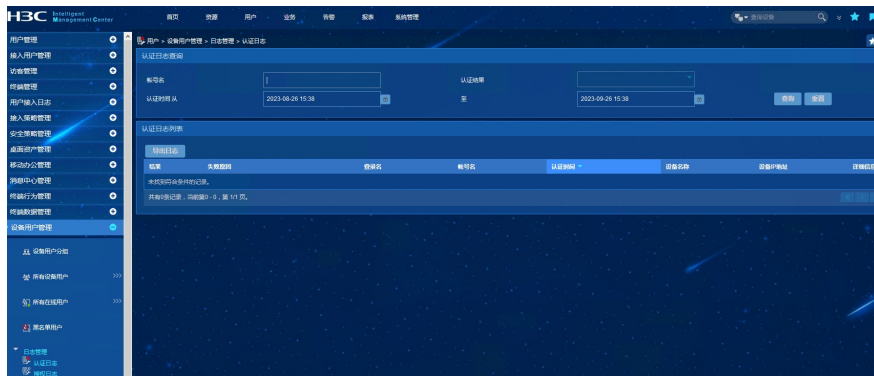 H3C Intelligent Management Center
首页 资源 用户 业务 告警 报表 系统管理
查询设备
用户管理
接入用户管理
访客管理
终端管理
用户接入日志
接入策略管理
安全策略管理
桌面资产管理
移动办公管理
消息中心管理
终端行为管理
终端数据管理
设备用户管理
设备用户分组
所有设备用户
所有在线用户
黑名单用户
日志管理
认证日志
授权日志
用户 > 设备用户管理 > 日志管理 > 认证日志
认证日志查询
帐号名 认证结果
认证时间 从 2023-08-26 15:38 至 2023-09-26 15:38 查询 重置
认证日志列表
导出日志
结果 失败原因 登录名 帐号名 认证时间 设备名称 设备IP地址 详细信息
未找到符合条件的记录。
共有0条记录，当前第0 - 0，第 1/1 页。